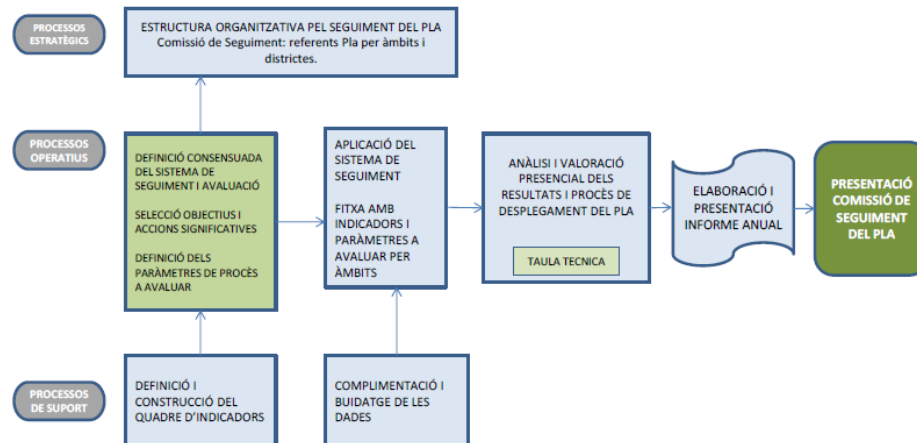 PROCESSOS
ESTRATÈGICS
ESTRUCTURA ORGANITZATIVA PEL SEGUIMENT DEL PLA
Comissió de Seguiment: referents Pla per àmbits i
districtes.
PROCESSOS
OPERATIUS
DEFINICIÓ CONSENSUADA
DEL SISTEMA DE
SEGUIMENT I AVALUACIÓ
SELECCIÓ OBJECTIUS I
ACCIONS SIGNIFICATIVES
DEFINICIÓ DELS
PARÀMETRES DE PROCÈS
A AVALUAR
APLICACIÓ DEL
SISTEMA DE
SEGUIMENT
FITXA AMB
INDICADORS I
PARÀMETRES A
AVALUAR PER
ÀMBITS
ANÀLISI I VALORACIÓ
PRESENCIAL DELS
RESULTATS I PROCÈS DE
DESPLEGAMENT DEL PLA
TAULA TECNICA
ELABORACIÓ I
PRESENTACIÓ
INFORME ANUAL
PRESENTACIÓ
COMISSIÓ DE
SEGUIMENT
DEL PLA
PROCESSOS
DE SUPORT
DEFINICIÓ I
CONSTRUCCIÓ DEL
QUADRE D'INDICADORS
COMPLIMENTACIÓ I
BUIDATGE DE LES
DADES